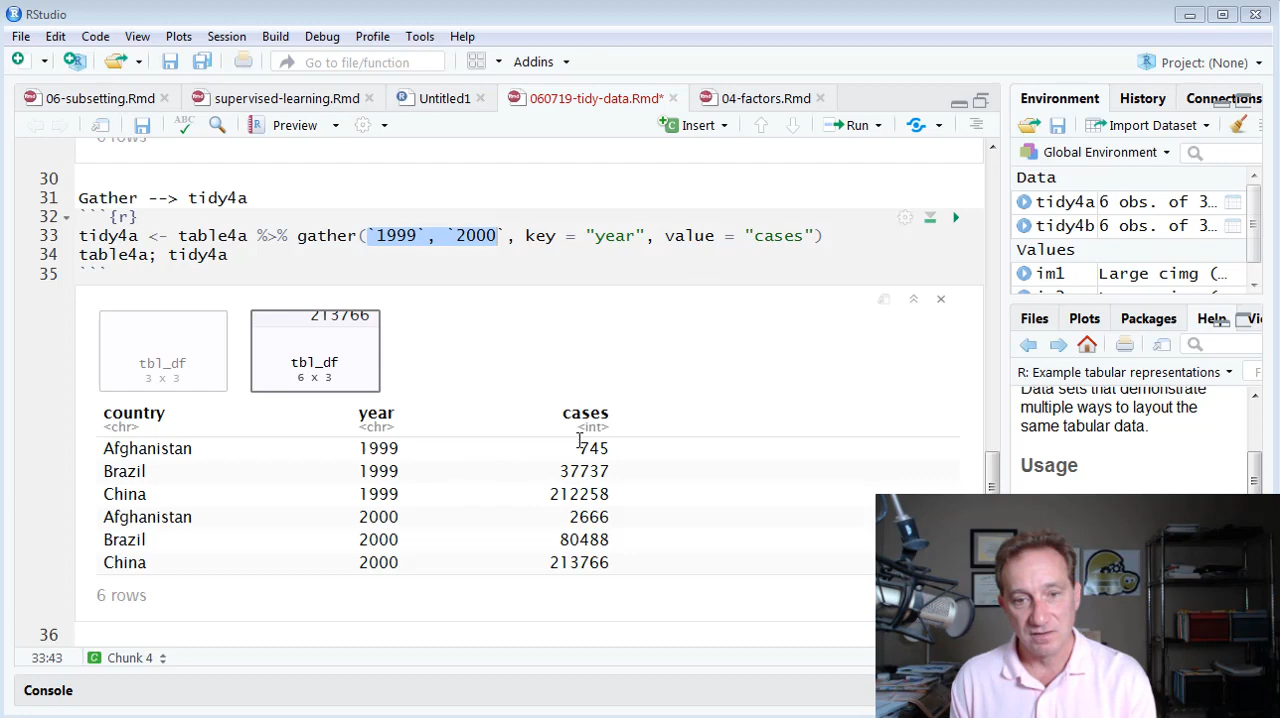 RStudio
File Edit Code View Plots Session Build Debug Profile Tools Help
Go to file/function Addins Project: (None)
06-subsetting.Rmd supervised-learning.Rmd Untitled1 060719-tidy-data.Rmd* 04-factors.Rmd
ABC Preview Insert Run
6 rows
30
31 Gather --> tidy4a
32 ```{r}
33 tidy4a <- table4a %>% gather(`1999`, `2000`, key = "year", value = "cases")
34 table4a; tidy4a
35 ```
213766
tbl_df tbl_df
3 x 3 6 x 3
country year cases
<chr> <chr> <int>
Afghanistan 1999 745
Brazil 1999 37737
China 1999 212258
Afghanistan 2000 2666
Brazil 2000 80488
China 2000 213766
6 rows
36
33:43 Chunk 4
Console
Environment History Connections
Import Dataset
Global Environment
Data
tidy4a 6 obs. of 3...
tidy4b 6 obs. of 3...
Values
im1 Large cimg (...
Files Plots Packages Help
R: Example tabular representations
Data sets that demonstrate
multiple ways to layout the
same tabular data.
Usage